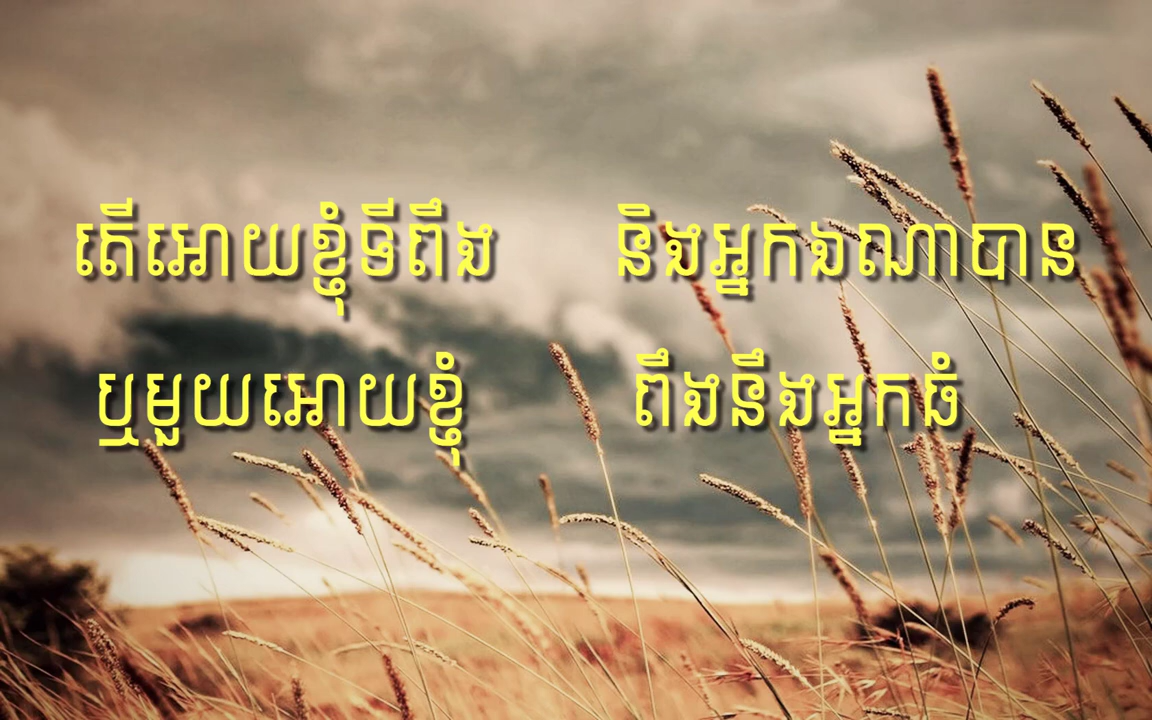 តើអោយខ្ញុំទីពឹង និងអ្នកឯណាបាន
ឬមួយអោយខ្ញុំ ពឹងនឹងអ្នកធំ